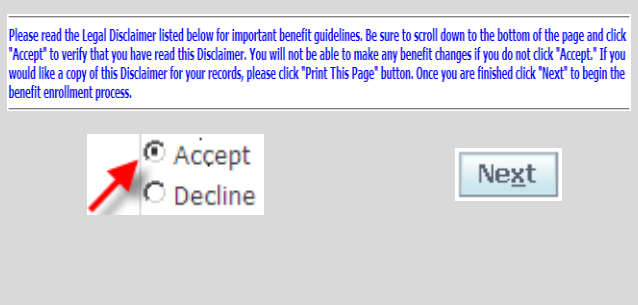 Please read the Legal Disclaimer listed below for important benefit guidelines. Be sure to scroll down to the bottom of the page and click
"Accept" to verify that you have read this Disclaimer. You will not be able to make any benefit changes if you do not click "Accept." If you
would like a copy of this Disclaimer for your records, please click "Print This Page" button. Once you are finished click "Next" to begin the
benefit enrollment process.
Accept
Decline
Next